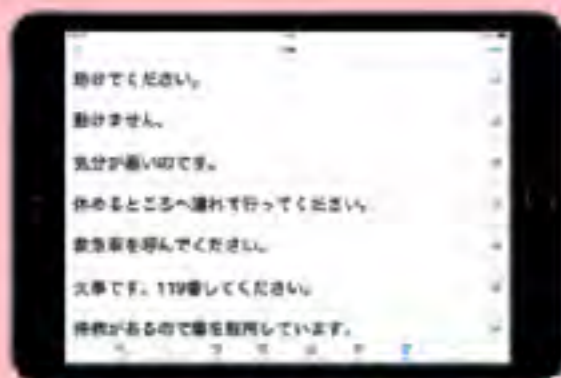 助けてください。
動けません。
気分が悪いのです。
休めるところへ連れて行ってください。
救急車を呼んでください。
火事です。119番してください。
持病があるので薬を服用しています。